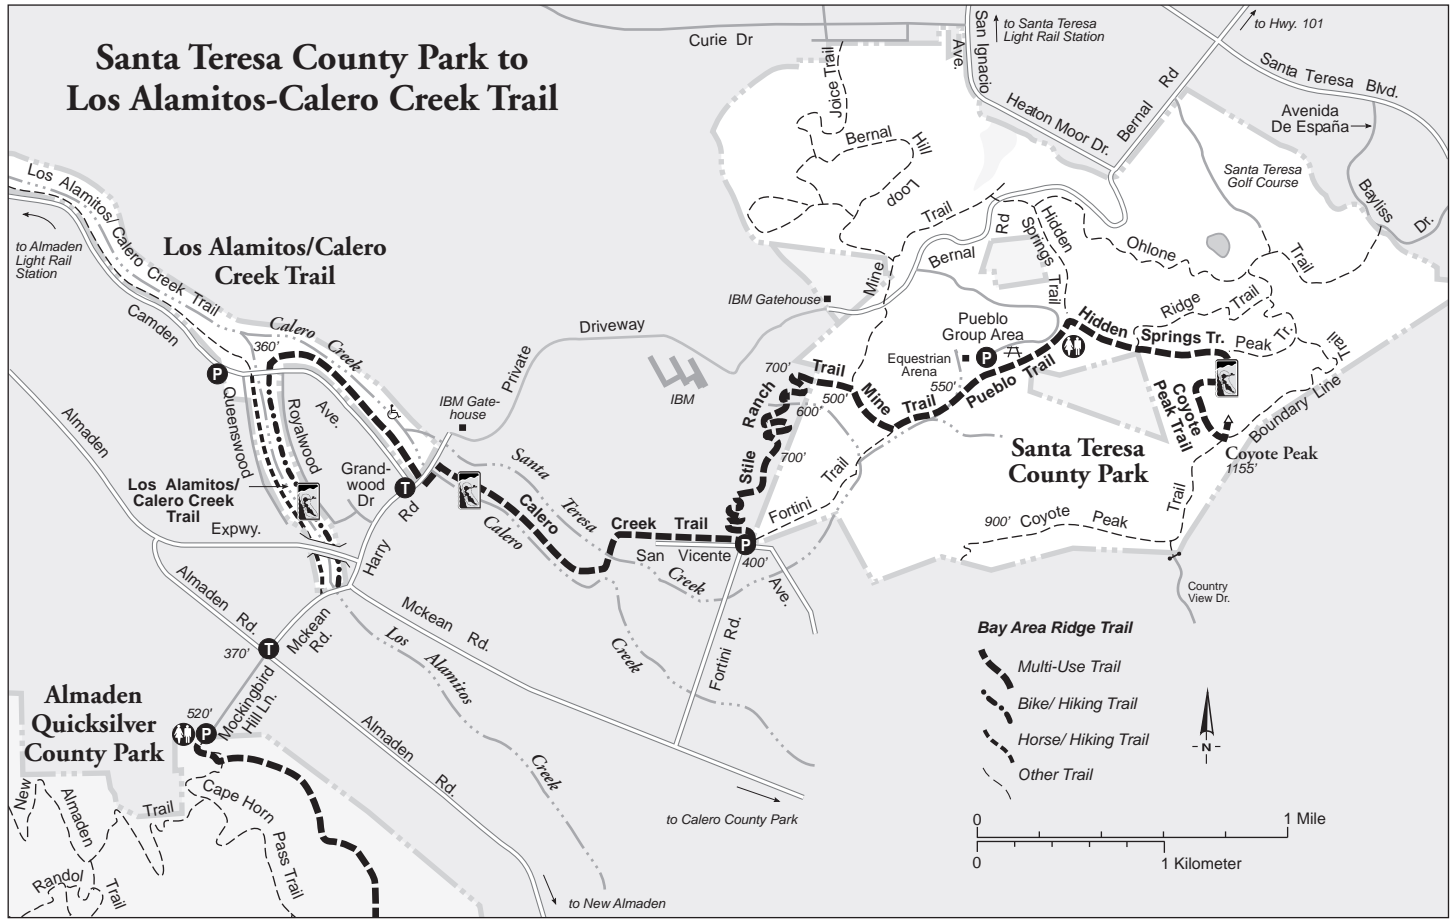 Santa Teresa County Park to
Los Alamitos-Calero Creek Trail
Curie Dr
San Ignacio
Ave.
to Santa Teresa
Light Rail Station
to Hwy. 101
Santa Teresa Blvd.
Avenida
De España
Bayliss Dr.
Heaton Moor Dr.
Bernal Rd
Joice Trail
Bernal Hill Loop
Trail
Santa Teresa
Golf Course
Los Alamitos/ Calero Creek Trail
to Almaden
Light Rail
Station
Los Alamitos/Calero
Creek Trail
Camden
Calero Creek
360'
P
Queenswood
Royalwood
Ave.
Almaden
Expwy.
Los Alamitos/
Calero Creek
Trail
Grand-
wood
Dr
T
Harry
Rd
IBM Gate-
house
Private
Driveway
IBM Gatehouse
IBM
Mine
Bernal
Rd
Hidden
Springs
Trail
Ohlone
Trail
Ridge Trail
Peak Tr.
Trail
Boundary Line
Pueblo
Group Area
P
Equestrian
Arena
550'
Hidden Springs Tr.
Pueblo Trail
Mine Trail
Trail
700'
500'
600'
700'
Stile Ranch
Coyote
Peak Trail
Coyote Peak
1155'
Santa Teresa
County Park
Fortini Trail
900' Coyote Peak
Trail
Country
View Dr.
Santa
Teresa
Creek
Calero
Creek
Calero
Creek Trail
San Vicente
Ave.
P
400'
Fortini Rd.
Mckean Rd.
Mckean
Rd.
Almaden Rd.
T
370'
Los
Alamitos
Creek
Mockingbird
Hill Ln.
520'
P
Almaden
Quicksilver
County Park
Almaden
Rd.
New
Almaden
Trail
Cape Horn
Pass Trail
Randol
Trail
to Calero County Park
to New Almaden
Bay Area Ridge Trail
Multi-Use Trail
Bike/ Hiking Trail
Horse/ Hiking Trail
Other Trail
N
0 1 Mile
0 1 Kilometer